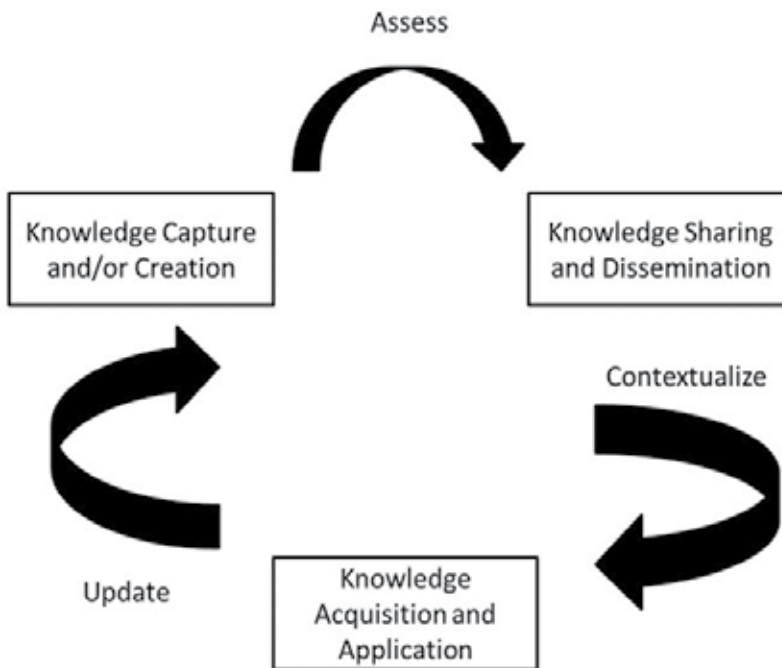 Assess
Knowledge Capture
and/or Creation
Knowledge Sharing
and Dissemination
Contextualize
Update
Knowledge
Acquisition and
Application